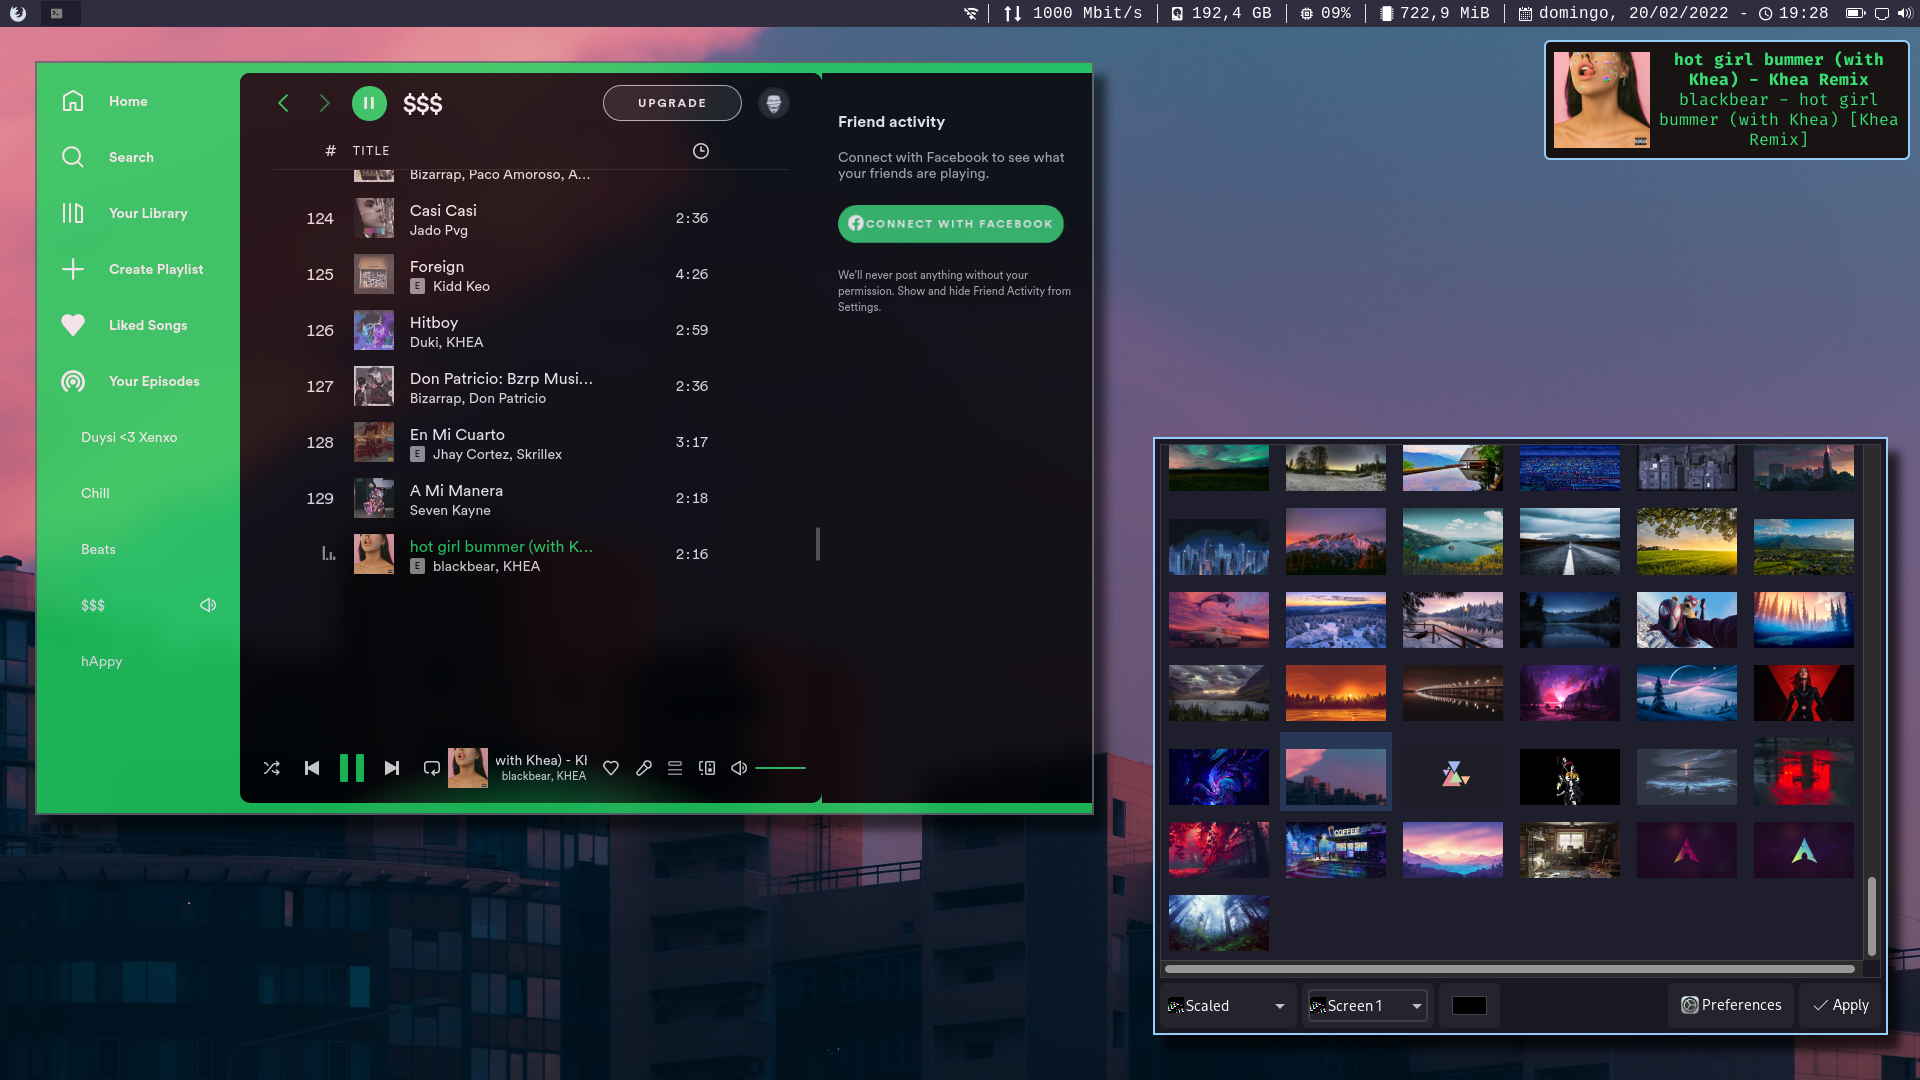 1000 Mbit/s
192,4 GB
09%
722,9 MiB
domingo, 20/02/2022 - 19:28
hot girl bummer (with
Khea) - Khea Remix
blackbear - hot girl
bummer (with Khea) [Khea
Remix]
Home
Search
Your Library
Create Playlist
Liked Songs
Your Episodes
Duysi <3 Xenxo
Chill
Beats
$$$
hAppy
$$$
UPGRADE
# TITLE
Bizarrap, Paco Amoroso, A...
124 Casi Casi 2:36
Jado Pvg
125 Foreign 4:26
E Kidd Keo
126 Hitboy 2:59
Duki, KHEA
127 Don Patricio: Bzrp Musi... 2:36
Bizarrap, Don Patricio
128 En Mi Cuarto 3:17
E Jhay Cortez, Skrillex
129 A Mi Manera 2:18
Seven Kayne
hot girl bummer (with K... 2:16
E blackbear, KHEA
with Khea) - Kl
blackbear, KHEA
Friend activity
Connect with Facebook to see what
your friends are playing.
CONNECT WITH FACEBOOK
We'll never post anything without your
permission. Show and hide Friend Activity from
Settings.
COFFEE
Scaled
Screen 1
Preferences
Apply